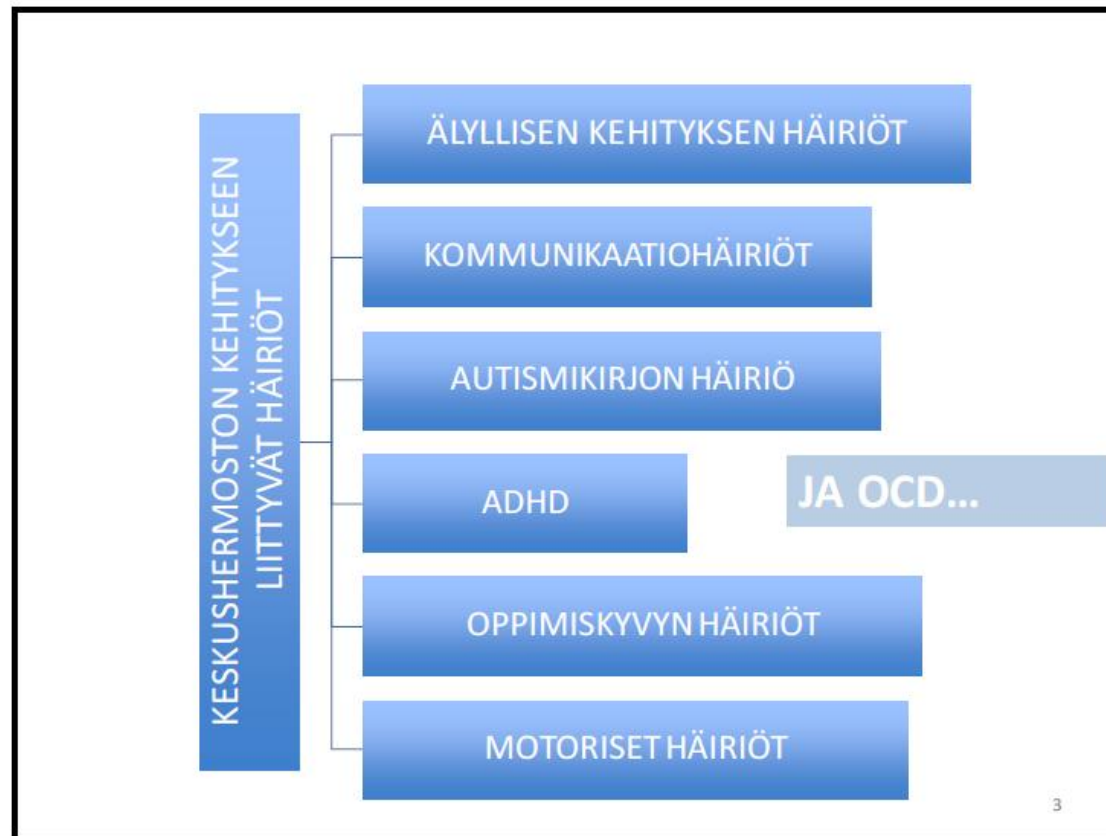 KESKUSHERMOSTON KEHITYKSEEN
LIITTYVÄT HÄIRIÖT
ÄLYLLISEN KEHITYKSEN HÄIRIÖT
KOMMUNIKAATIOHÄIRIÖT
AUTISMIKIRJON HÄIRIÖ
ADHD
JA OCD...
OPPIMISKYVYN HÄIRIÖT
MOTORISET HÄIRIÖT
3